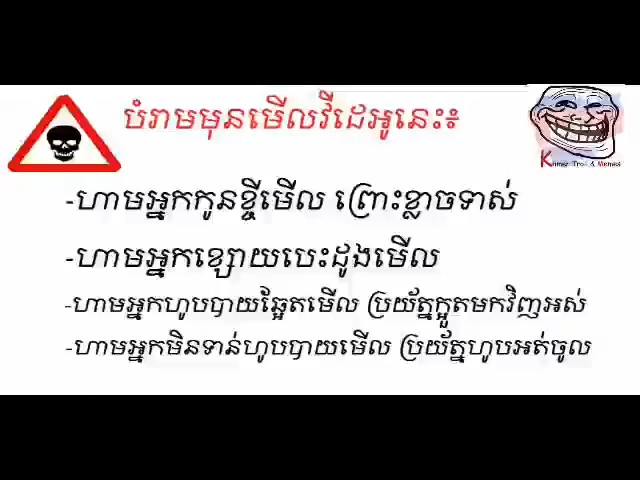 បំរាមមុនមើលវីដេអូនេះ៖
Khmer Troll & Memes
-ហាមអ្នកកូនខ្ចីមើល ព្រោះខ្លាចទាស់
-ហាមអ្នកខ្សោយបេះដូងមើល
-ហាមអ្នកហូបបាយឆ្អែតមើល ប្រយ័ត្នក្អួតមកវិញអស់
-ហាមអ្នកមិនទាន់ហូបបាយមើល ប្រយ័ត្នហូបអត់ចូល